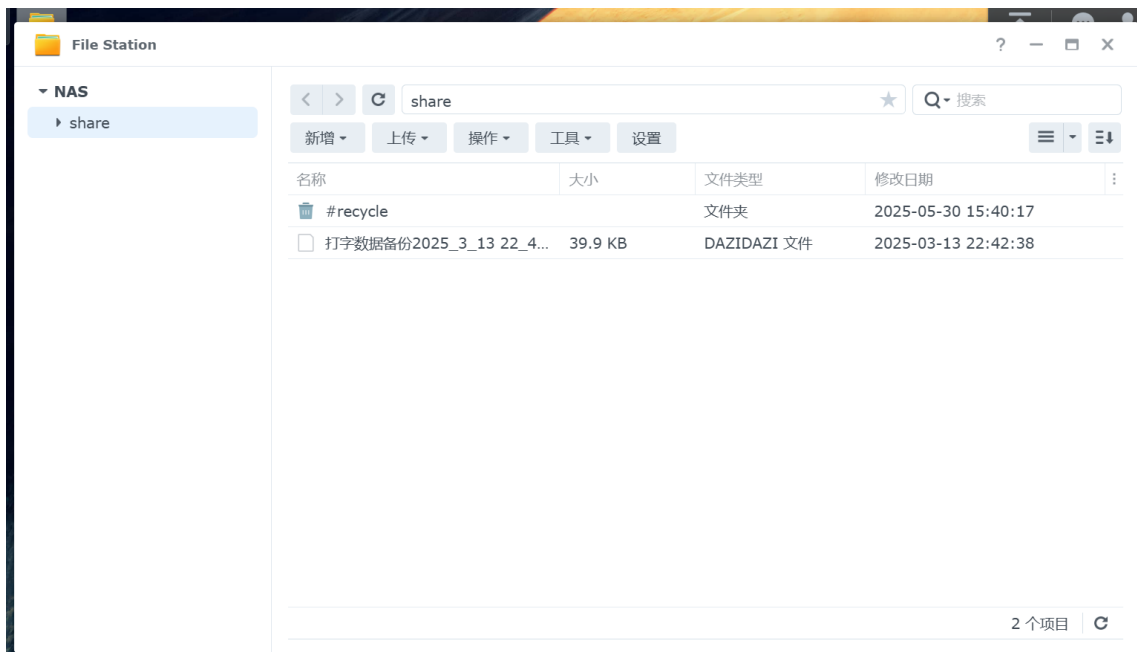 File Station
NAS
share
share
搜索
新增 上传 操作 工具 设置
名称 大小 文件类型 修改日期
#recycle 文件夹 2025-05-30 15:40:17
打字数据备份2025_3_13 22_4... 39.9 KB DAZIDAZI 文件 2025-03-13 22:42:38
2 个项目